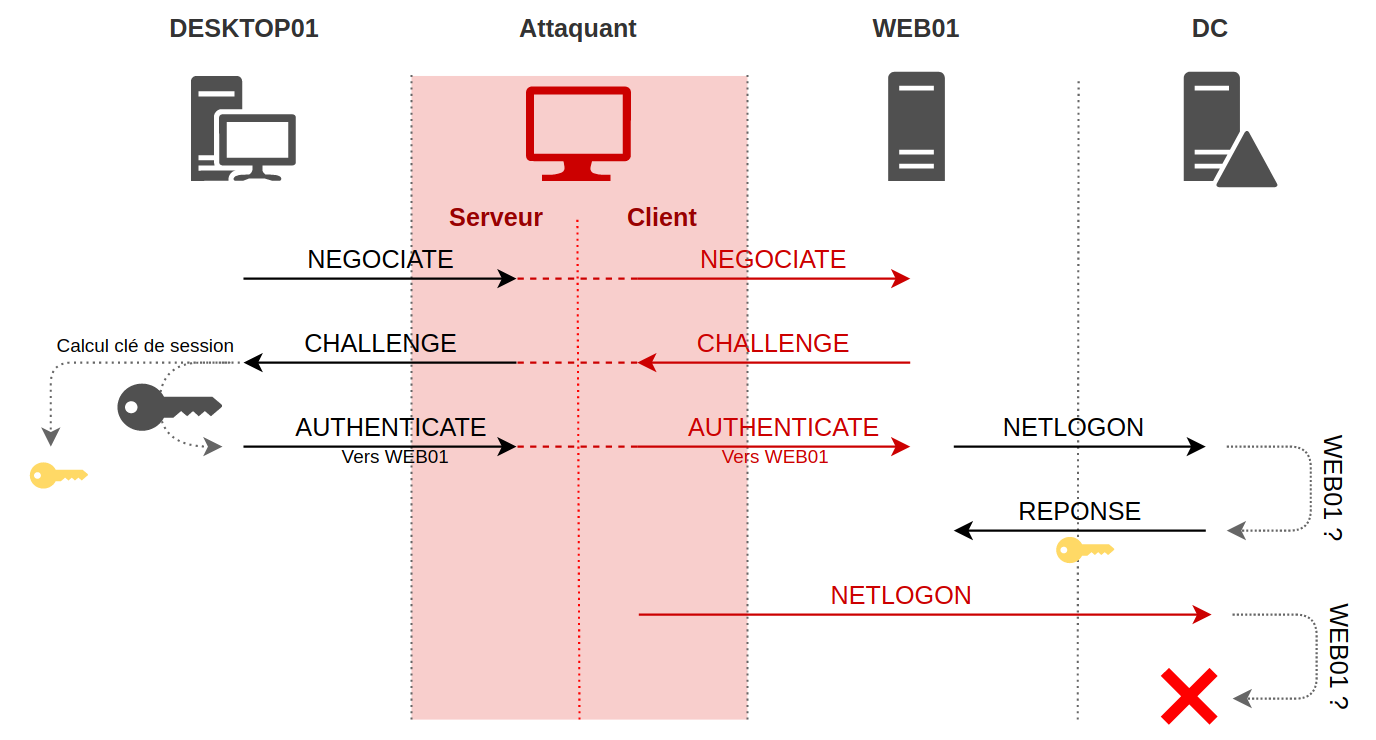 DESKTOP01
Attaquant
WEB01
DC
Serveur
Client
NEGOCIATE
NEGOCIATE
Calcul clé de session
CHALLENGE
CHALLENGE
AUTHENTICATE
Vers WEB01
AUTHENTICATE
Vers WEB01
NETLOGON
WEB01 ?
REPONSE
NETLOGON
WEB01 ?